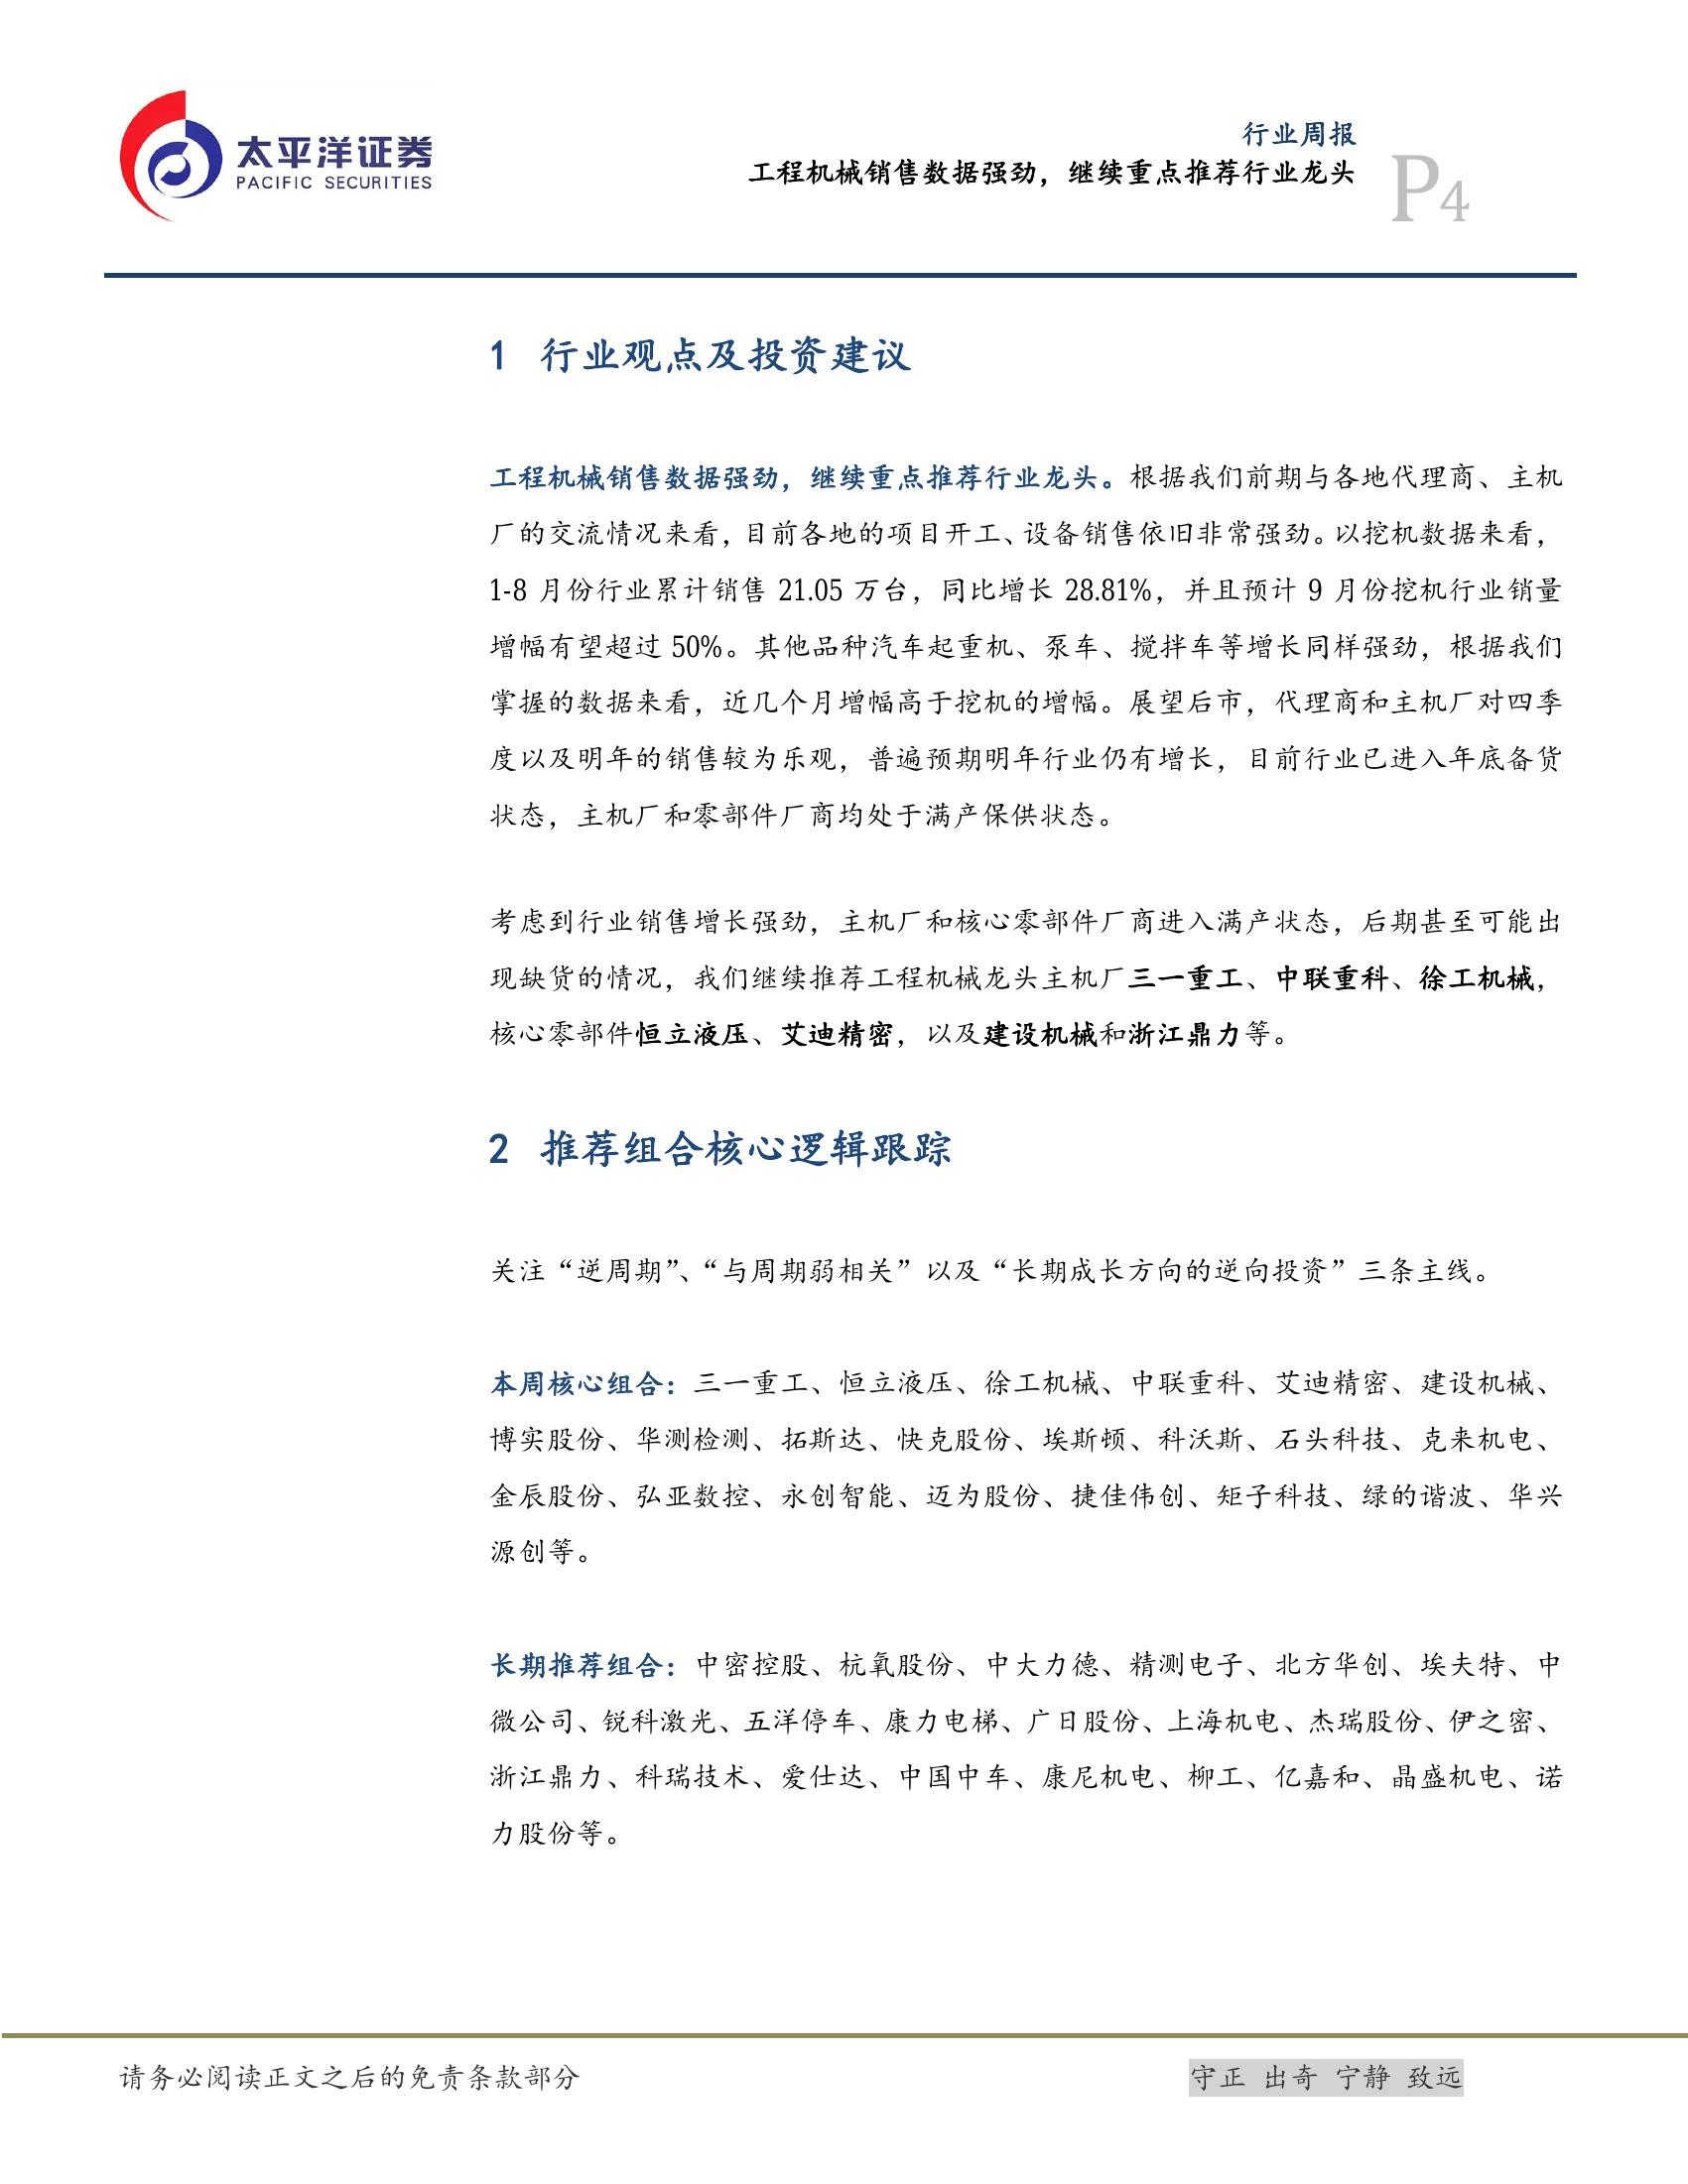 太平洋证券
PACIFIC SECURITIES
行业周报
工程机械销售数据强劲，继续重点推荐行业龙头
P4
1 行业观点及投资建议
工程机械销售数据强劲，继续重点推荐行业龙头。根据我们前期与各地代理商、主机
厂的交流情况来看，目前各地的项目开工、设备销售依旧非常强劲。以挖机数据来看，
1-8 月份行业累计销售 21.05 万台，同比增长 28.81%，并且预计 9 月份挖机行业销量
增幅有望超过 50%。其他品种汽车起重机、泵车、搅拌车等增长同样强劲，根据我们
掌握的数据来看，近几个月增幅高于挖机的增幅。展望后市，代理商和主机厂对四季
度以及明年的销售较为乐观，普遍预期明年行业仍有增长，目前行业已进入年底备货
状态，主机厂和零部件厂商均处于满产保供状态。
考虑到行业销售增长强劲，主机厂和核心零部件厂商进入满产状态，后期甚至可能出
现缺货的情况，我们继续推荐工程机械龙头主机厂三一重工、中联重科、徐工机械，
核心零部件恒立液压、艾迪精密，以及建设机械和浙江鼎力等。
2 推荐组合核心逻辑跟踪
关注“逆周期”、“与周期弱相关”以及“长期成长方向的逆向投资”三条主线。
本周核心组合：三一重工、恒立液压、徐工机械、中联重科、艾迪精密、建设机械、
博实股份、华测检测、拓斯达、快克股份、埃斯顿、科沃斯、石头科技、克来机电、
金辰股份、弘亚数控、永创智能、迈为股份、捷佳伟创、矩子科技、绿的谐波、华兴
源创等。
长期推荐组合：中密控股、杭氧股份、中大力德、精测电子、北方华创、埃夫特、中
微公司、锐科激光、五洋停车、康力电梯、广日股份、上海机电、杰瑞股份、伊之密、
浙江鼎力、科瑞技术、爱仕达、中国中车、康尼机电、柳工、亿嘉和、晶盛机电、诺
力股份等。
请务必阅读正文之后的免责条款部分
守正 出奇 宁静 致远